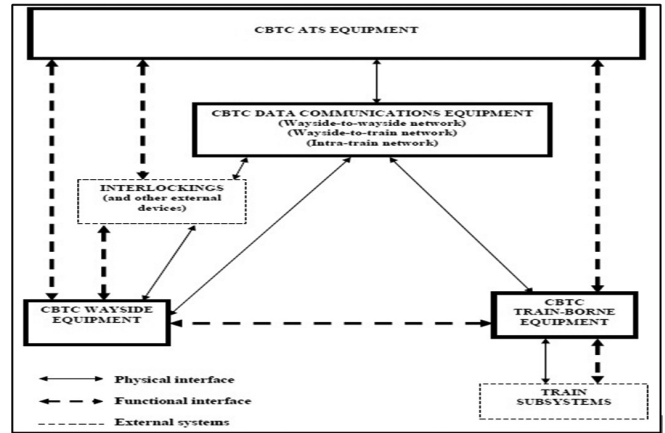 CBTC ATS EQUIPMENT
CBTC DATA COMMUNICATIONS EQUIPMENT
(Wayside-to-wayside network)
(Wayside-to-train network)
(Intra-train network)
INTERLOCKINGS
(and other external
devices)
CBTC WAYSIDE
EQUIPMENT
CBTC
TRAIN-BORNE
EQUIPMENT
TRAIN
SUBSYSTEMS
Physical interface
Functional interface
External systems